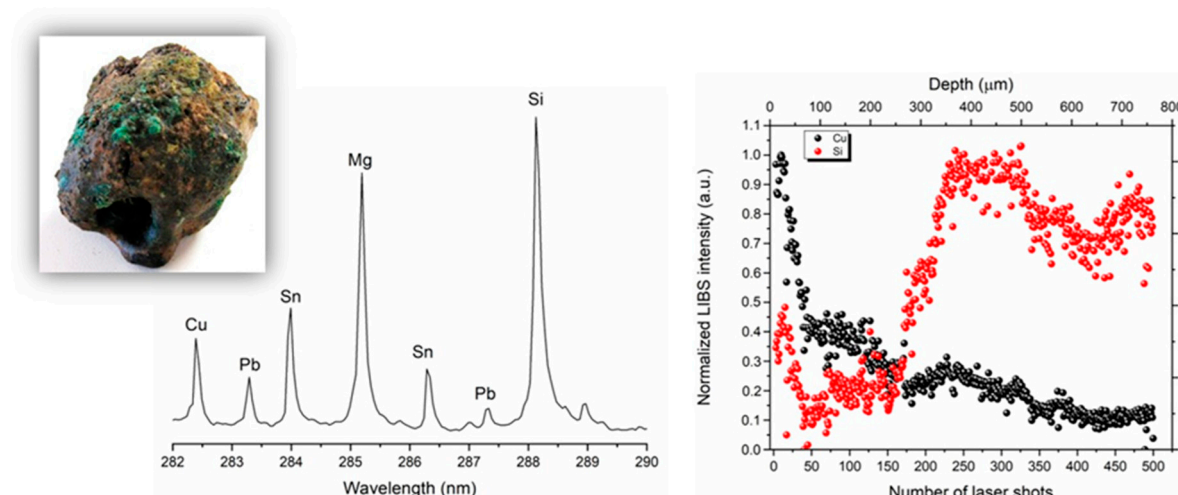 Si
Mg
Sn
Cu
Pb
Sn
Pb
282 283 284 285 286 287 288 289 290
Wavelength (nm)
Depth (μm)
0 100 200 300 400 500 600 700 800
Cu
Si
Normalized LIBS intensity (a.u.)
1.1
1.0
0.9
0.8
0.7
0.6
0.5
0.4
0.3
0.2
0.1
0.0
0 50 100 150 200 250 300 350 400 450 500
Number of laser shots